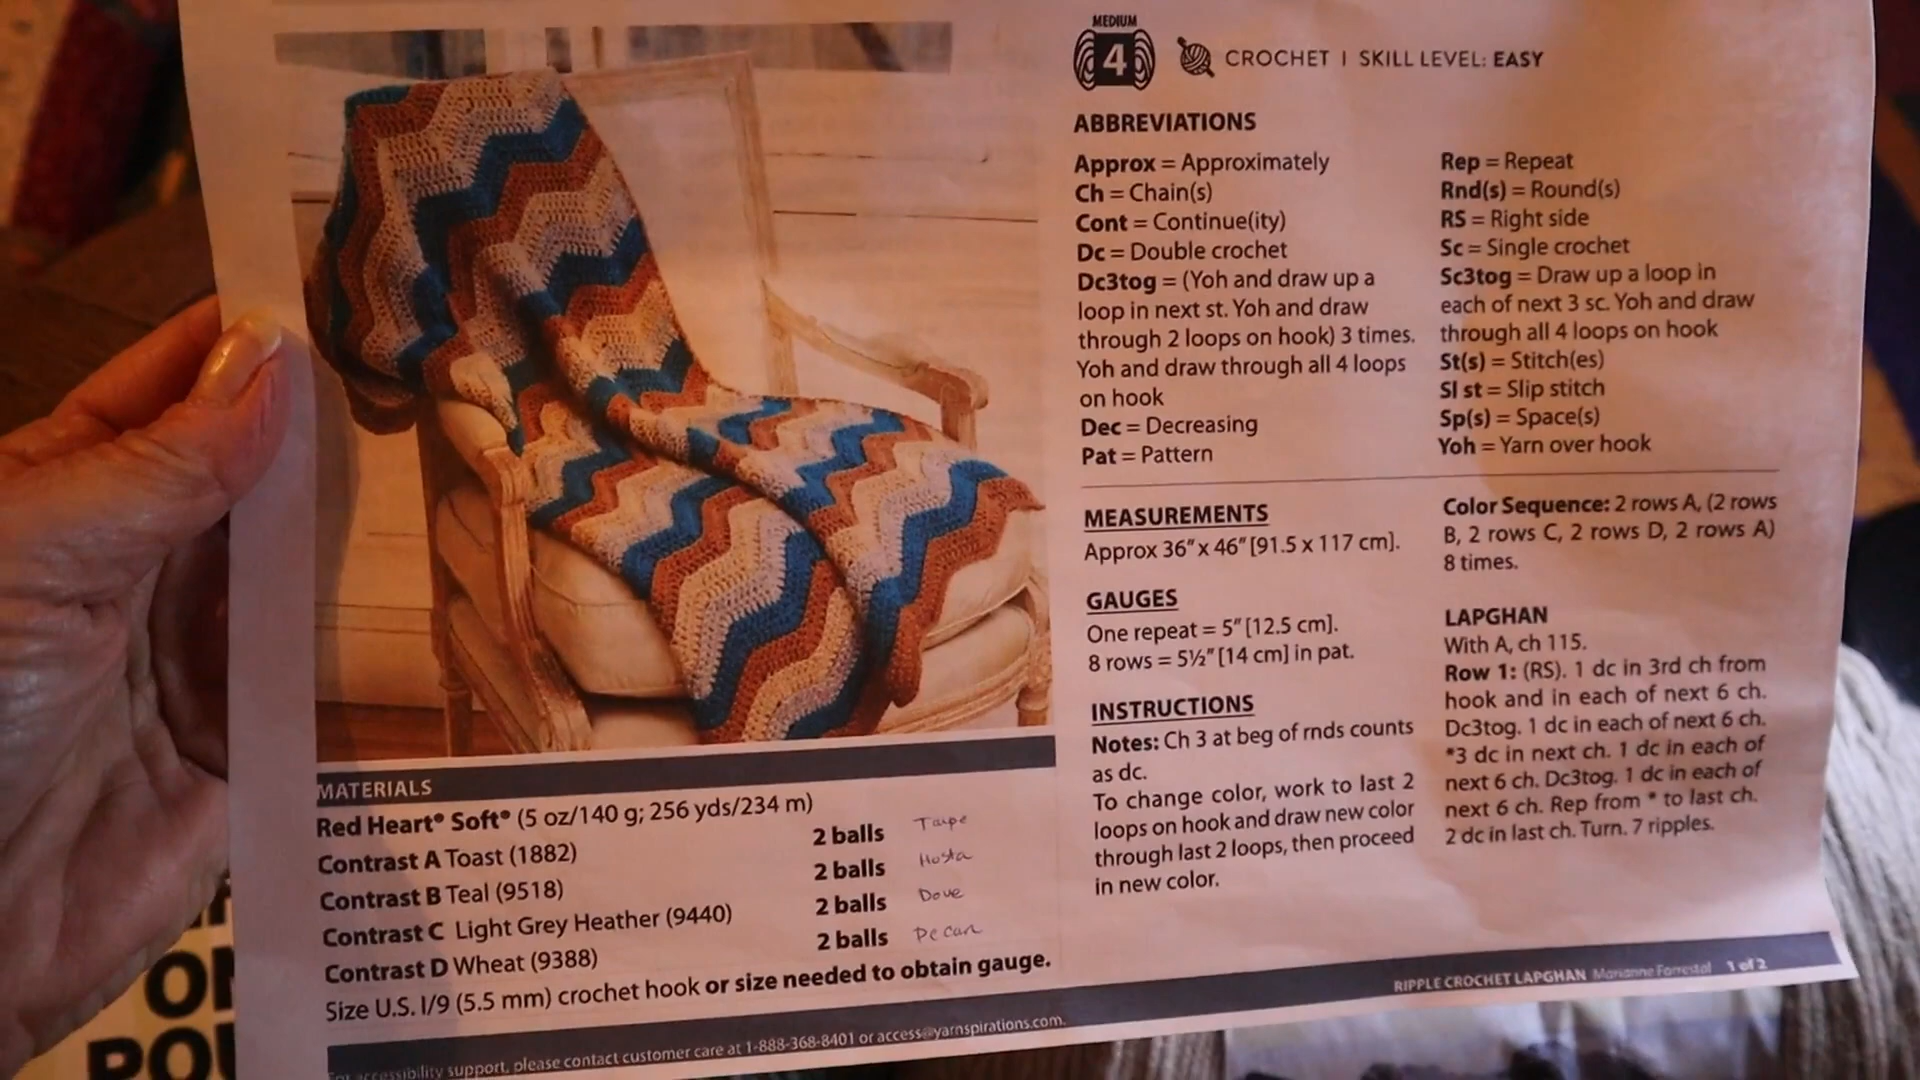 MEDIUM
4
CROCHET | SKILL LEVEL: EASY
ABBREVIATIONS
Approx = Approximately
Ch = Chain(s)
Cont = Continue(ity)
Dc = Double crochet
Dc3tog = (Yoh and draw up a
loop in next st. Yoh and draw
through 2 loops on hook) 3 times.
Yoh and draw through all 4 loops
on hook
Dec = Decreasing
Pat = Pattern
Rep = Repeat
Rnd(s) = Round(s)
RS = Right side
Sc = Single crochet
Sc3tog = Draw up a loop in
each of next 3 sc. Yoh and draw
through all 4 loops on hook
St(s) = Stitch(es)
Sl st = Slip stitch
Sp(s) = Space(s)
Yoh = Yarn over hook
MEASUREMENTS
Approx 36" x 46" [91.5 x 117 cm].
GAUGES
One repeat = 5" [12.5 cm].
8 rows = 5½" [14 cm] in pat.
INSTRUCTIONS
Notes: Ch 3 at beg of rnds counts
as dc.
To change color, work to last 2
loops on hook and draw new color
through last 2 loops, then proceed
in new color.
Color Sequence: 2 rows A, (2 rows
B, 2 rows C, 2 rows D, 2 rows A)
8 times.
LAPGHAN
With A, ch 115.
Row 1: (RS). 1 dc in 3rd ch from
hook and in each of next 6 ch.
Dc3tog. 1 dc in each of next 6 ch.
*3 dc in next ch. 1 dc in each of
next 6 ch. Dc3tog. 1 dc in each of
next 6 ch. Rep from * to last ch.
2 dc in last ch. Turn. 7 ripples.
MATERIALS
Red Heart® Soft® (5 oz/140 g; 256 yds/234 m)
Contrast A Toast (1882) 2 balls Taupe
Contrast B Teal (9518) 2 balls Hosta
Contrast C Light Grey Heather (9440) 2 balls Dove
Contrast D Wheat (9388) 2 balls Pecan
Size U.S. I/9 (5.5 mm) crochet hook or size needed to obtain gauge.
RIPPLE CROCHET LAPGHAN Marianne Forrestal 1 of 2
For accessibility support, please contact customer care at 1-888-368-8401 or access@yarnspirations.com.